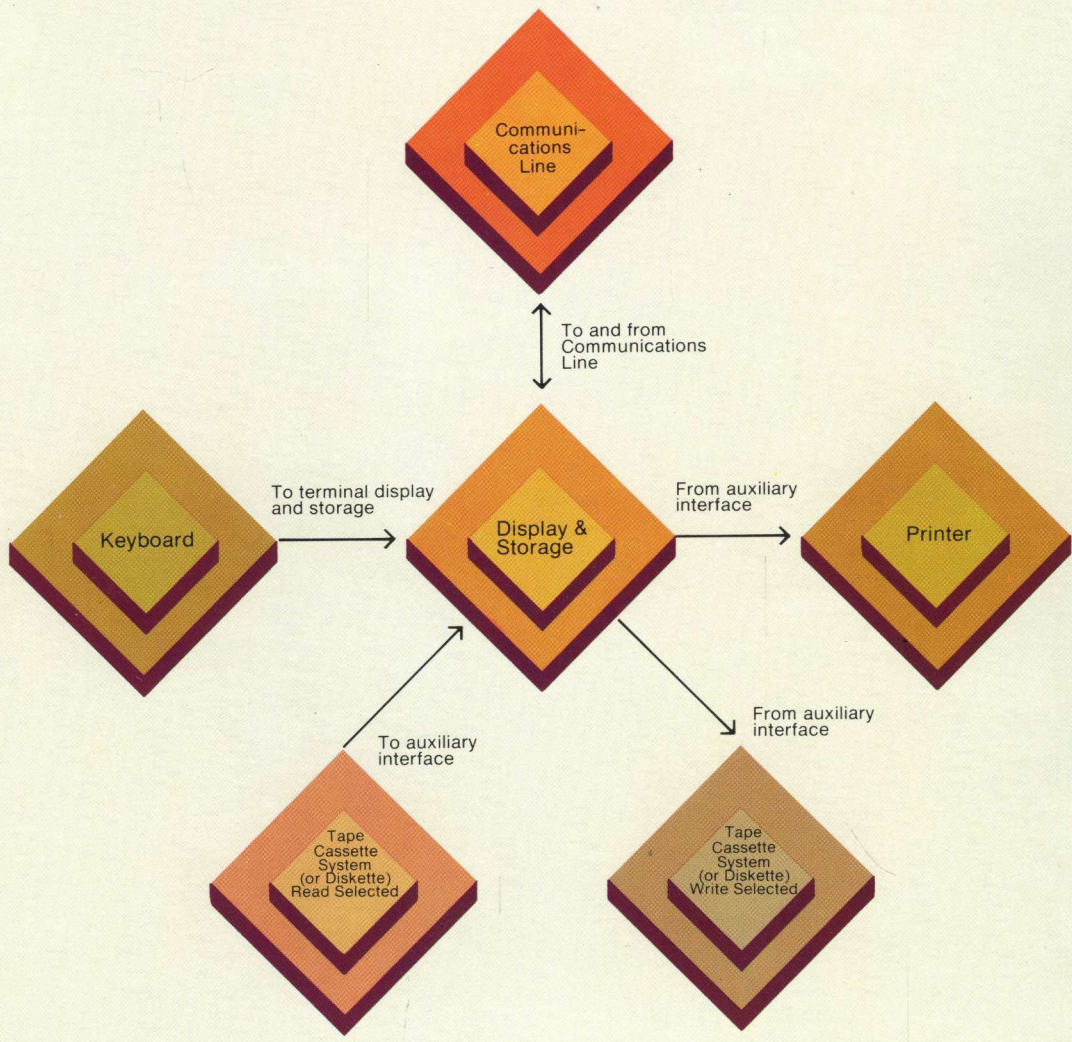 Communi-
cations
Line
To and from
Communications
Line
To terminal display
and storage
From auxiliary
interface
Keyboard
Display &
Storage
Printer
To auxiliary
interface
From auxiliary
interface
Tape
Cassette
System
(or Diskette)
Read Selected
Tape
Cassette
System
(or Diskette)
Write Selected